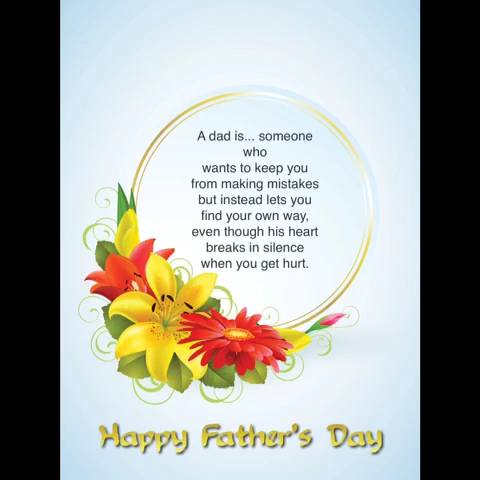 A dad is... someone
who
wants to keep you
from making mistakes
but instead lets you
find your own way,
even though his heart
breaks in silence
when you get hurt.
Happy Father's Day